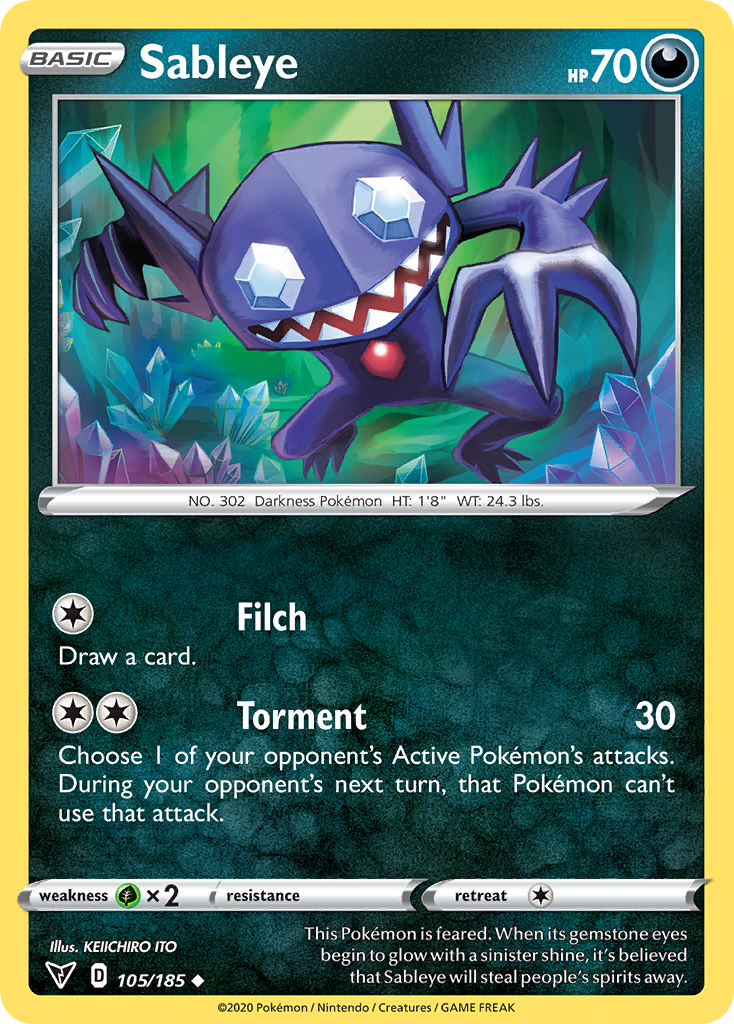 BASIC Sableye HP 70
NO. 302 Darkness Pokémon HT: 1'8" WT: 24.3 lbs.
Filch
Draw a card.
Torment 30
Choose 1 of your opponent's Active Pokémon's attacks.
During your opponent's next turn, that Pokémon can't
use that attack.
weakness ×2 resistance retreat
Illus. KEIICHIRO ITO
This Pokémon is feared. When its gemstone eyes
begin to glow with a sinister shine, it's believed
that Sableye will steal people's spirits away.
D 105/185
©2020 Pokémon / Nintendo / Creatures / GAME FREAK